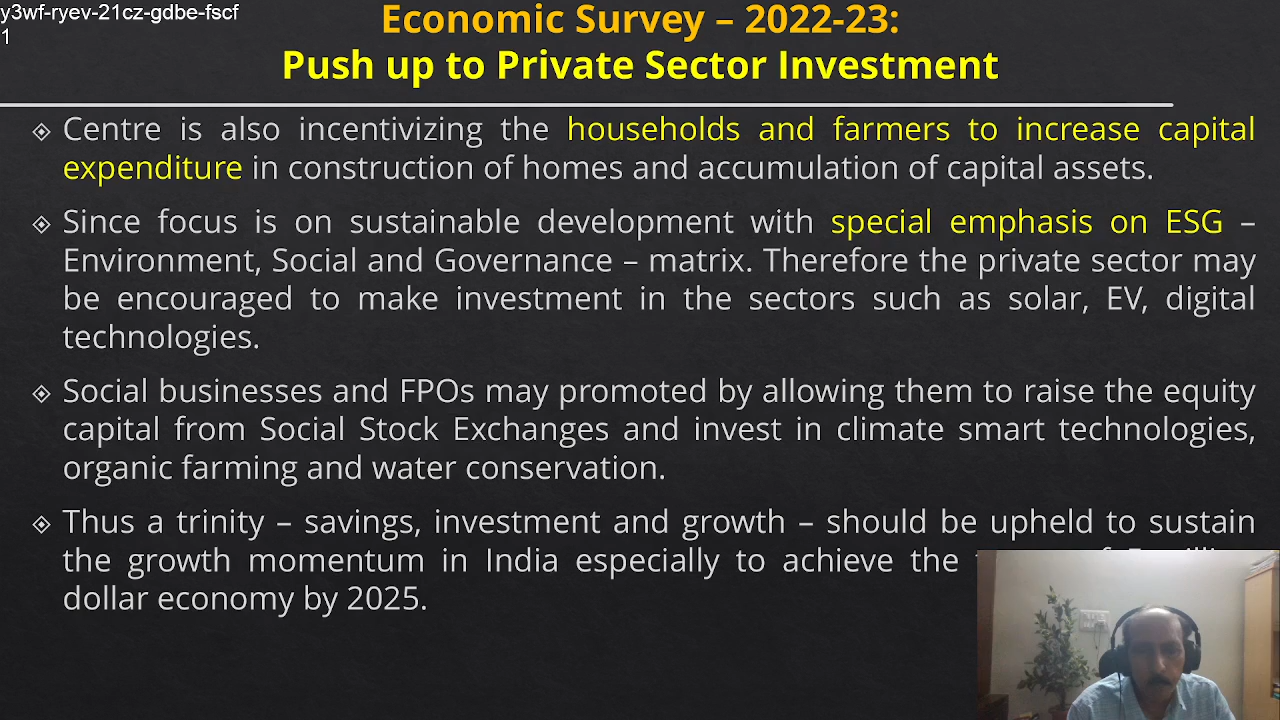 y3wf-ryev-21cz-gdbe-fscf
1
Economic Survey – 2022-23:
Push up to Private Sector Investment
Centre is also incentivizing the households and farmers to increase capital
expenditure in construction of homes and accumulation of capital assets.
Since focus is on sustainable development with special emphasis on ESG –
Environment, Social and Governance – matrix. Therefore the private sector may
be encouraged to make investment in the sectors such as solar, EV, digital
technologies.
Social businesses and FPOs may promoted by allowing them to raise the equity
capital from Social Stock Exchanges and invest in climate smart technologies,
organic farming and water conservation.
Thus a trinity – savings, investment and growth – should be upheld to sustain
the growth momentum in India especially to achieve the
dollar economy by 2025.